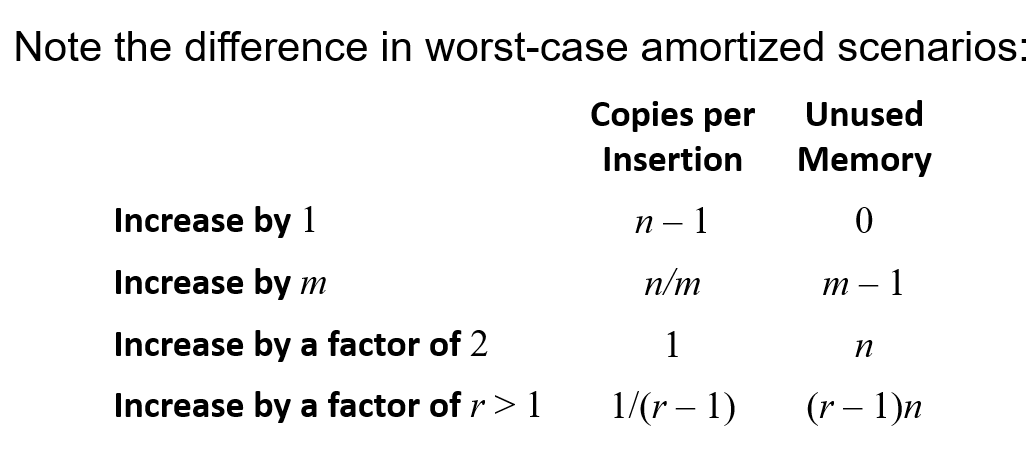 Note the difference in worst-case amortized scenarios:
Copies per Unused
Insertion Memory
Increase by 1 n – 1 0
Increase by m n/m m – 1
Increase by a factor of 2 1 n
Increase by a factor of r > 1 1/(r – 1) (r – 1)n